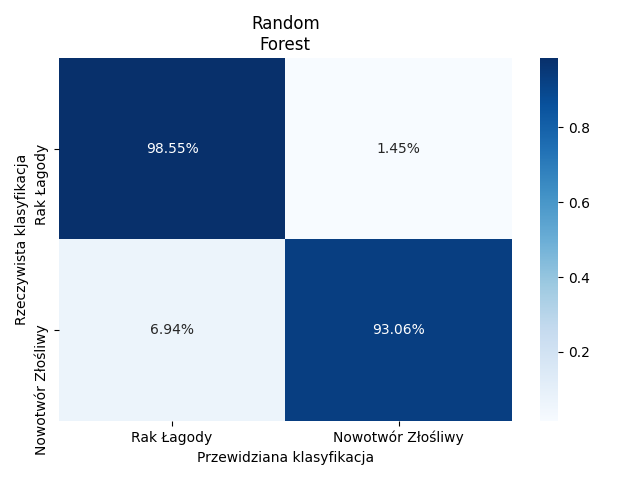 Random
Forest
Rzeczywista klasyfikacja
Rak Łagody
98.55%
1.45%
Nowotwór Złośliwy
6.94%
93.06%
Rak Łagody
Nowotwór Złośliwy
Przewidziana klasyfikacja
0.8
0.6
0.4
0.2